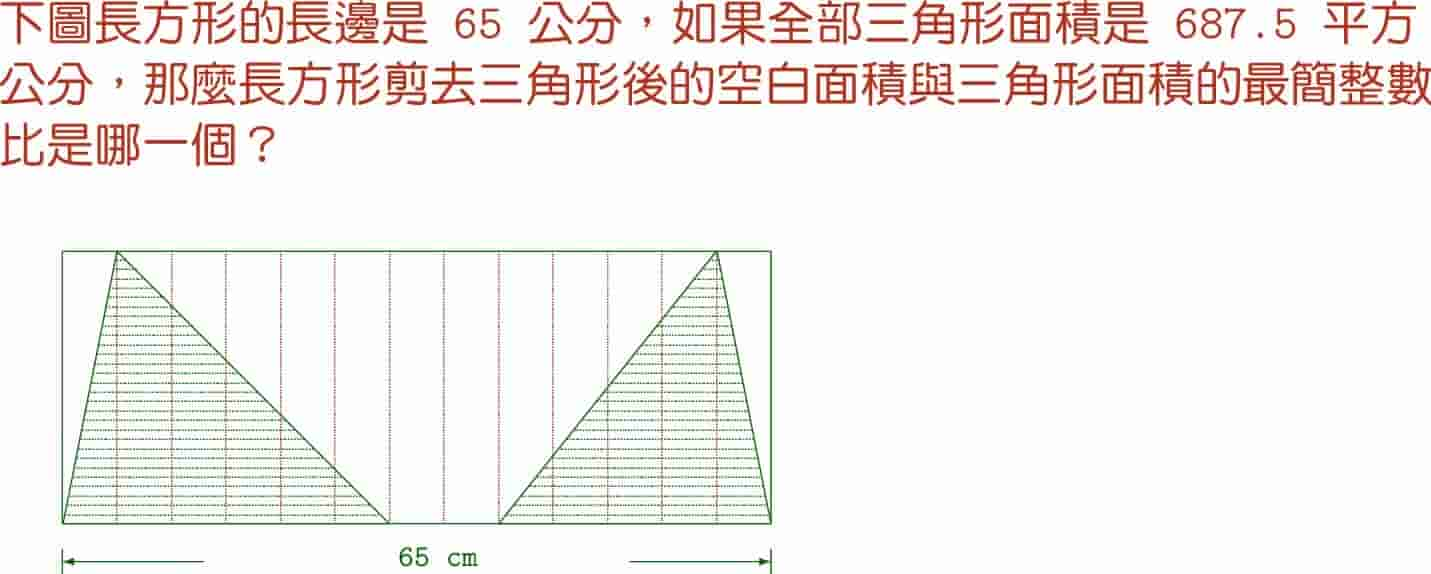 下圖長方形的長邊是 65 公分，如果全部三角形面積是 687.5 平方
公分，那麼長方形剪去三角形後的空白面積與三角形面積的最簡整數
比是哪一個？
65 cm